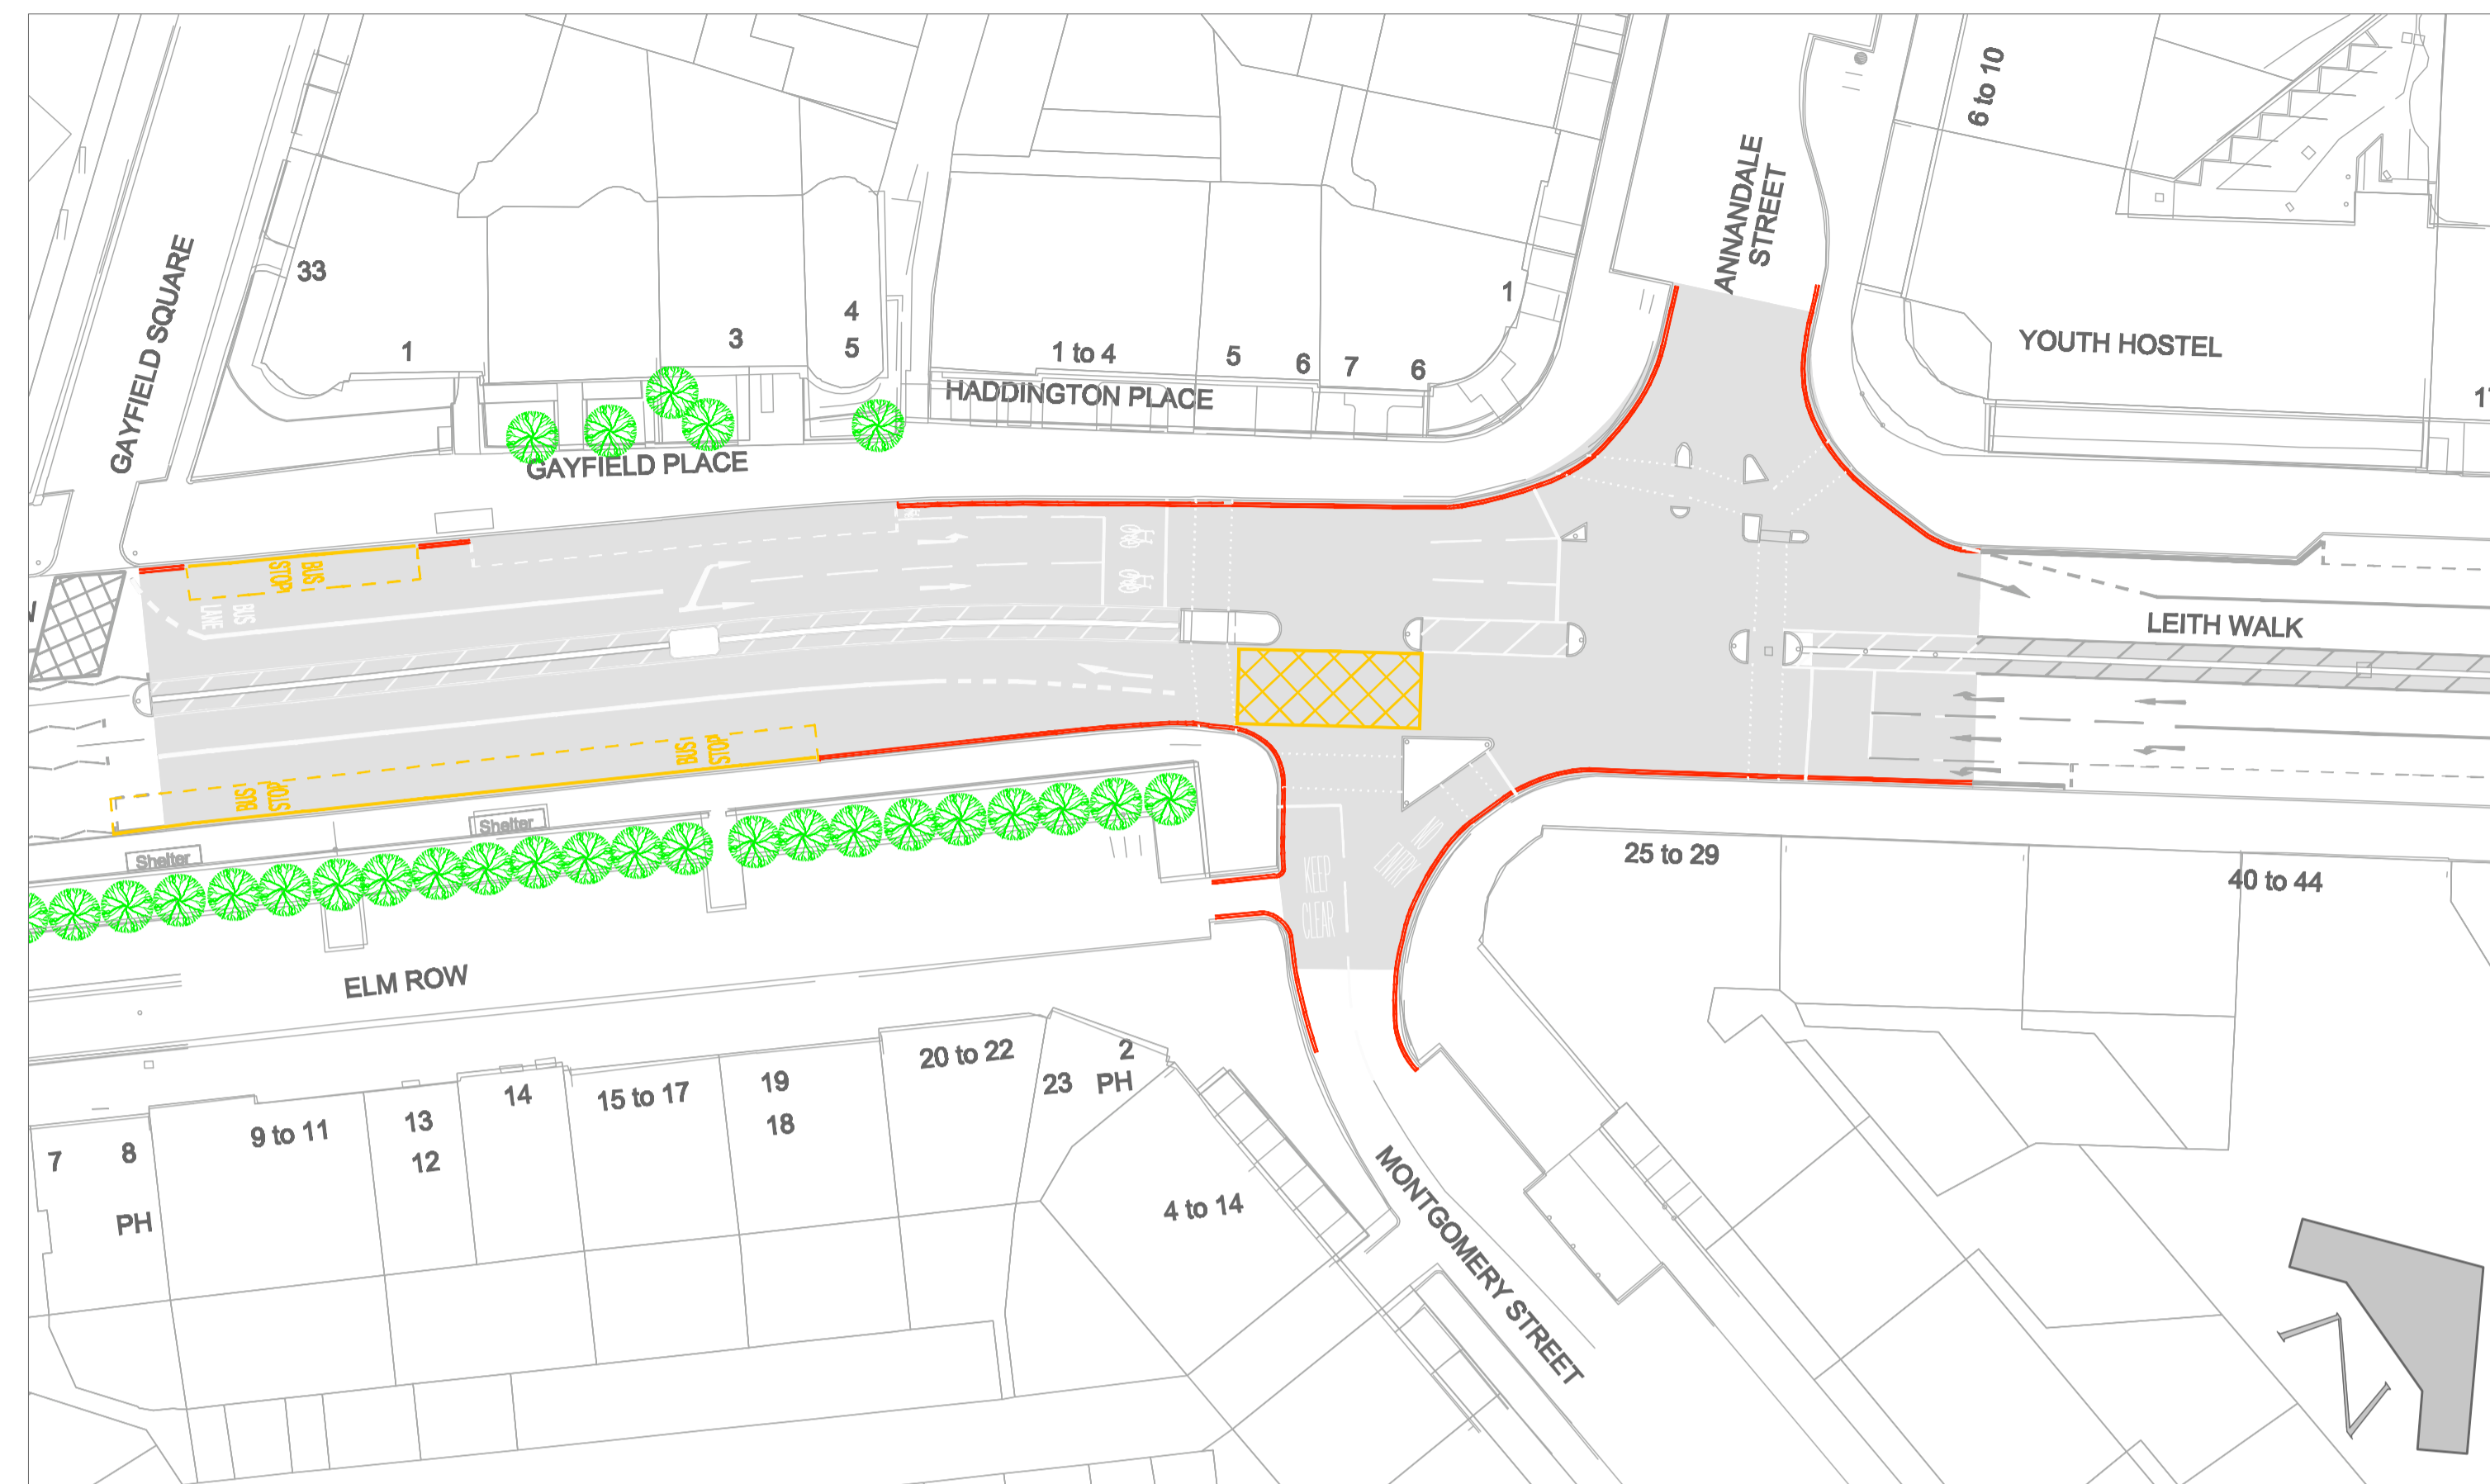 6 to 10
ANNANDALE
STREET
GAYFIELD SQUARE
33
1
3
4
5
1 to 4
5
6
7
6
1
HADDINGTON PLACE
YOUTH HOSTEL
GAYFIELD PLACE
BUS
STOP
BUS
LANE
LEITH WALK
BUS
STOP
BUS
STOP
Shelter
Shelter
KEEP
CLEAR
25 to 29
40 to 44
ELM ROW
20 to 22
2
23 PH
14
15 to 17
19
18
13
12
9 to 11
8
7
PH
4 to 14
MONTGOMERY STREET
N